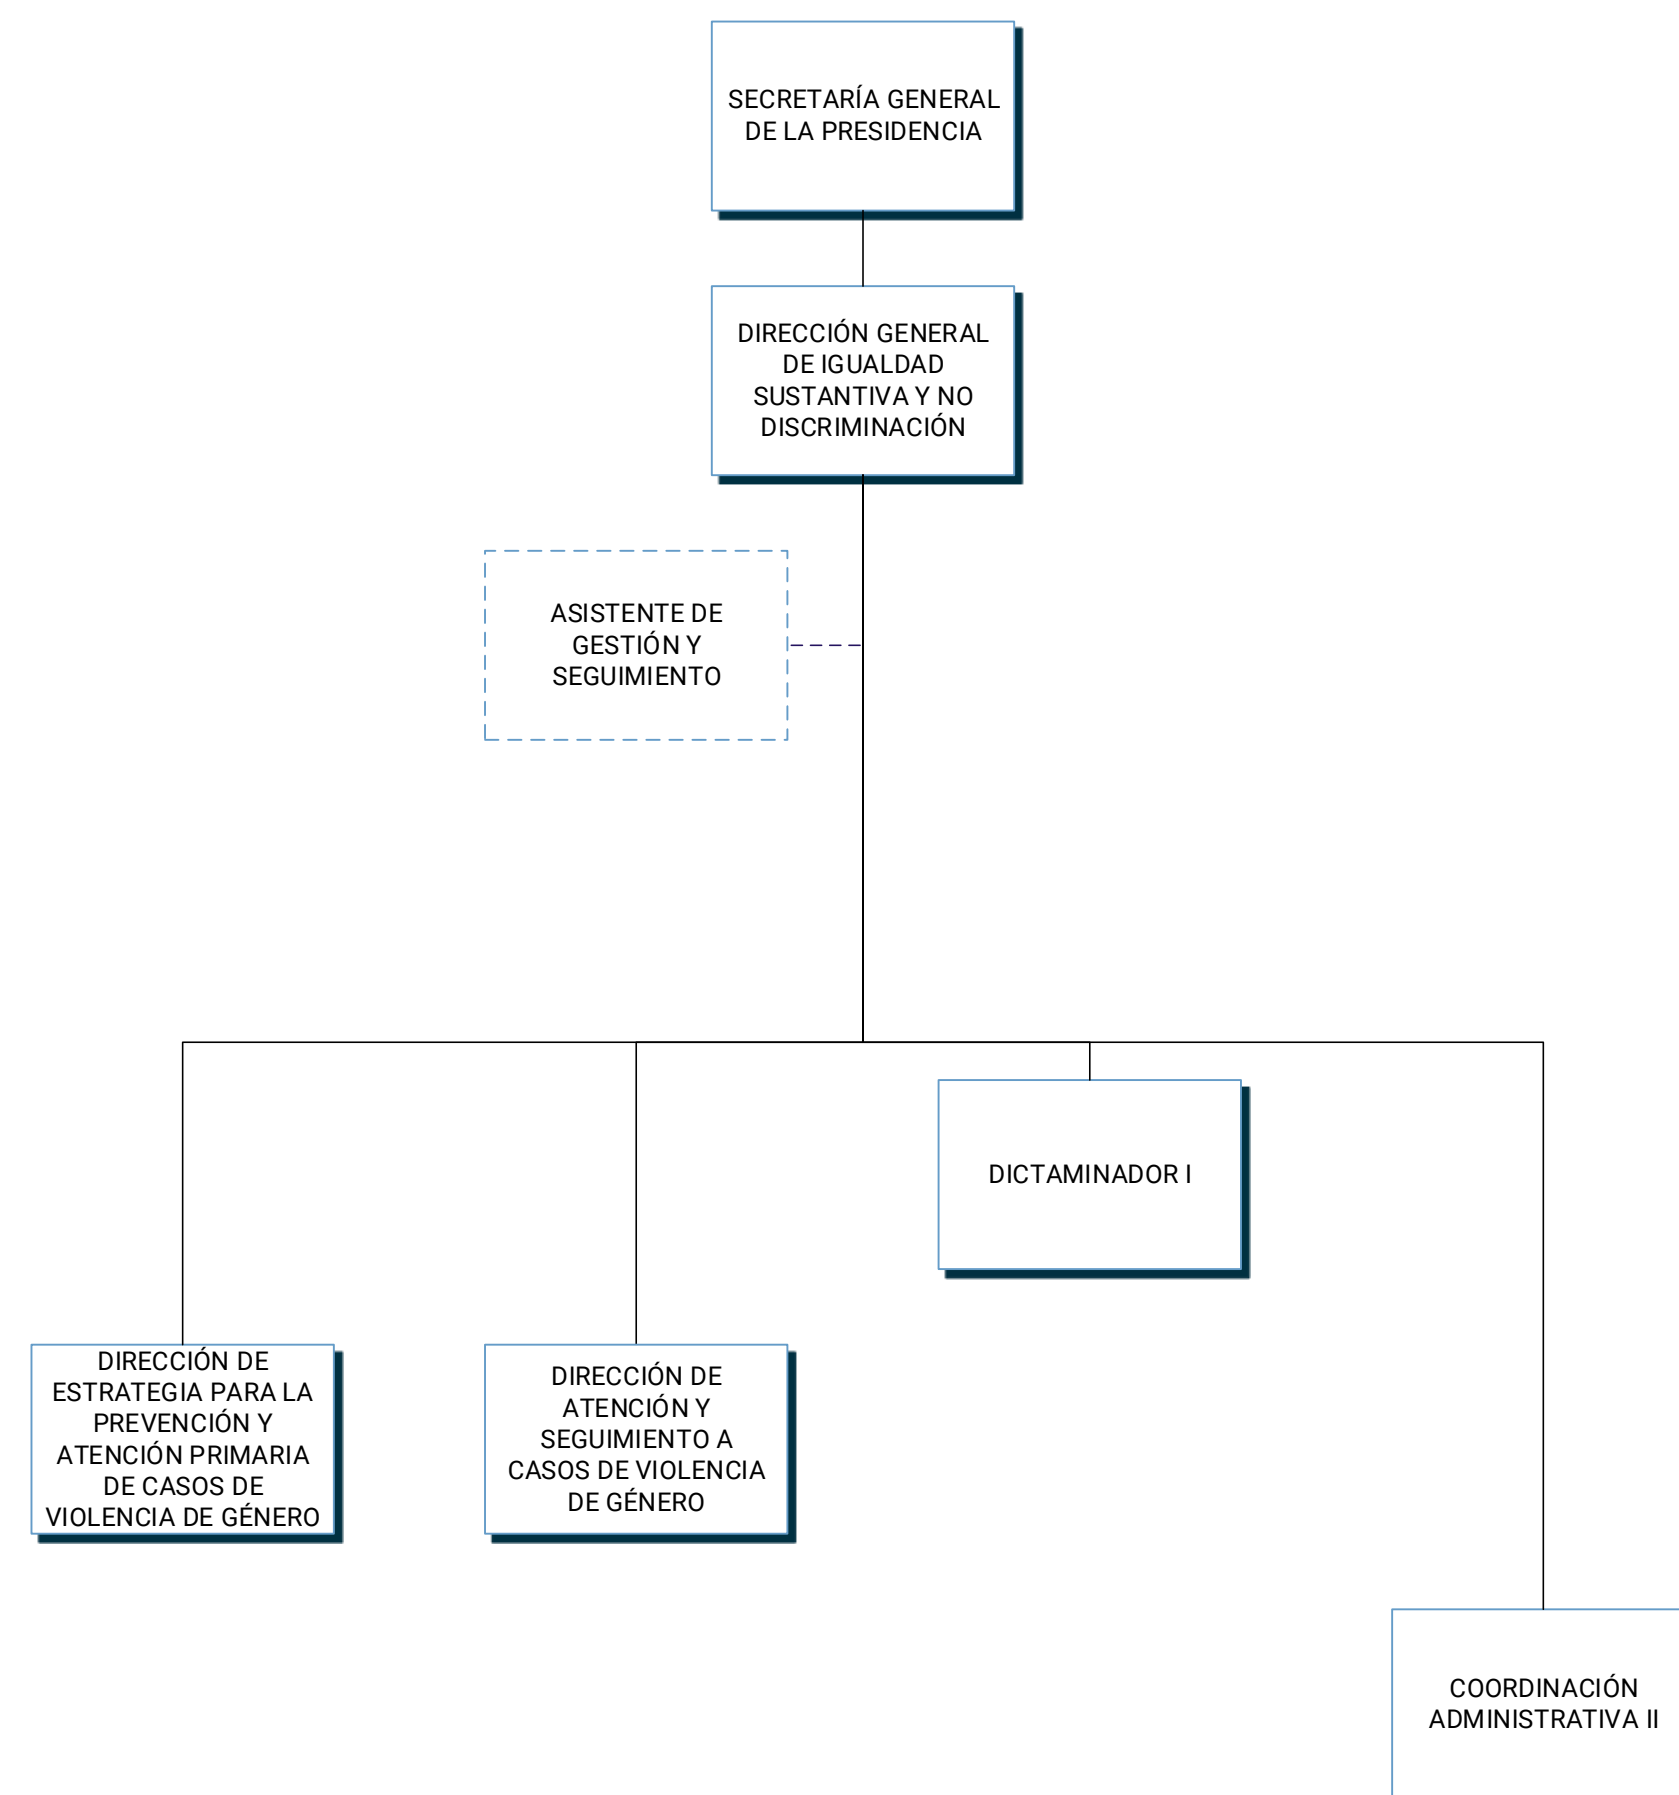 SECRETARÍA GENERAL
DE LA PRESIDENCIA
DIRECCIÓN GENERAL
DE IGUALDAD
SUSTANTIVA Y NO
DISCRIMINACIÓN
ASISTENTE DE
GESTIÓN Y
SEGUIMIENTO
DICTAMINADOR I
DIRECCIÓN DE
ESTRATEGIA PARA LA
PREVENCIÓN Y
ATENCIÓN PRIMARIA
DE CASOS DE
VIOLENCIA DE GÉNERO
DIRECCIÓN DE
ATENCIÓN Y
SEGUIMIENTO A
CASOS DE VIOLENCIA
DE GÉNERO
COORDINACIÓN
ADMINISTRATIVA II